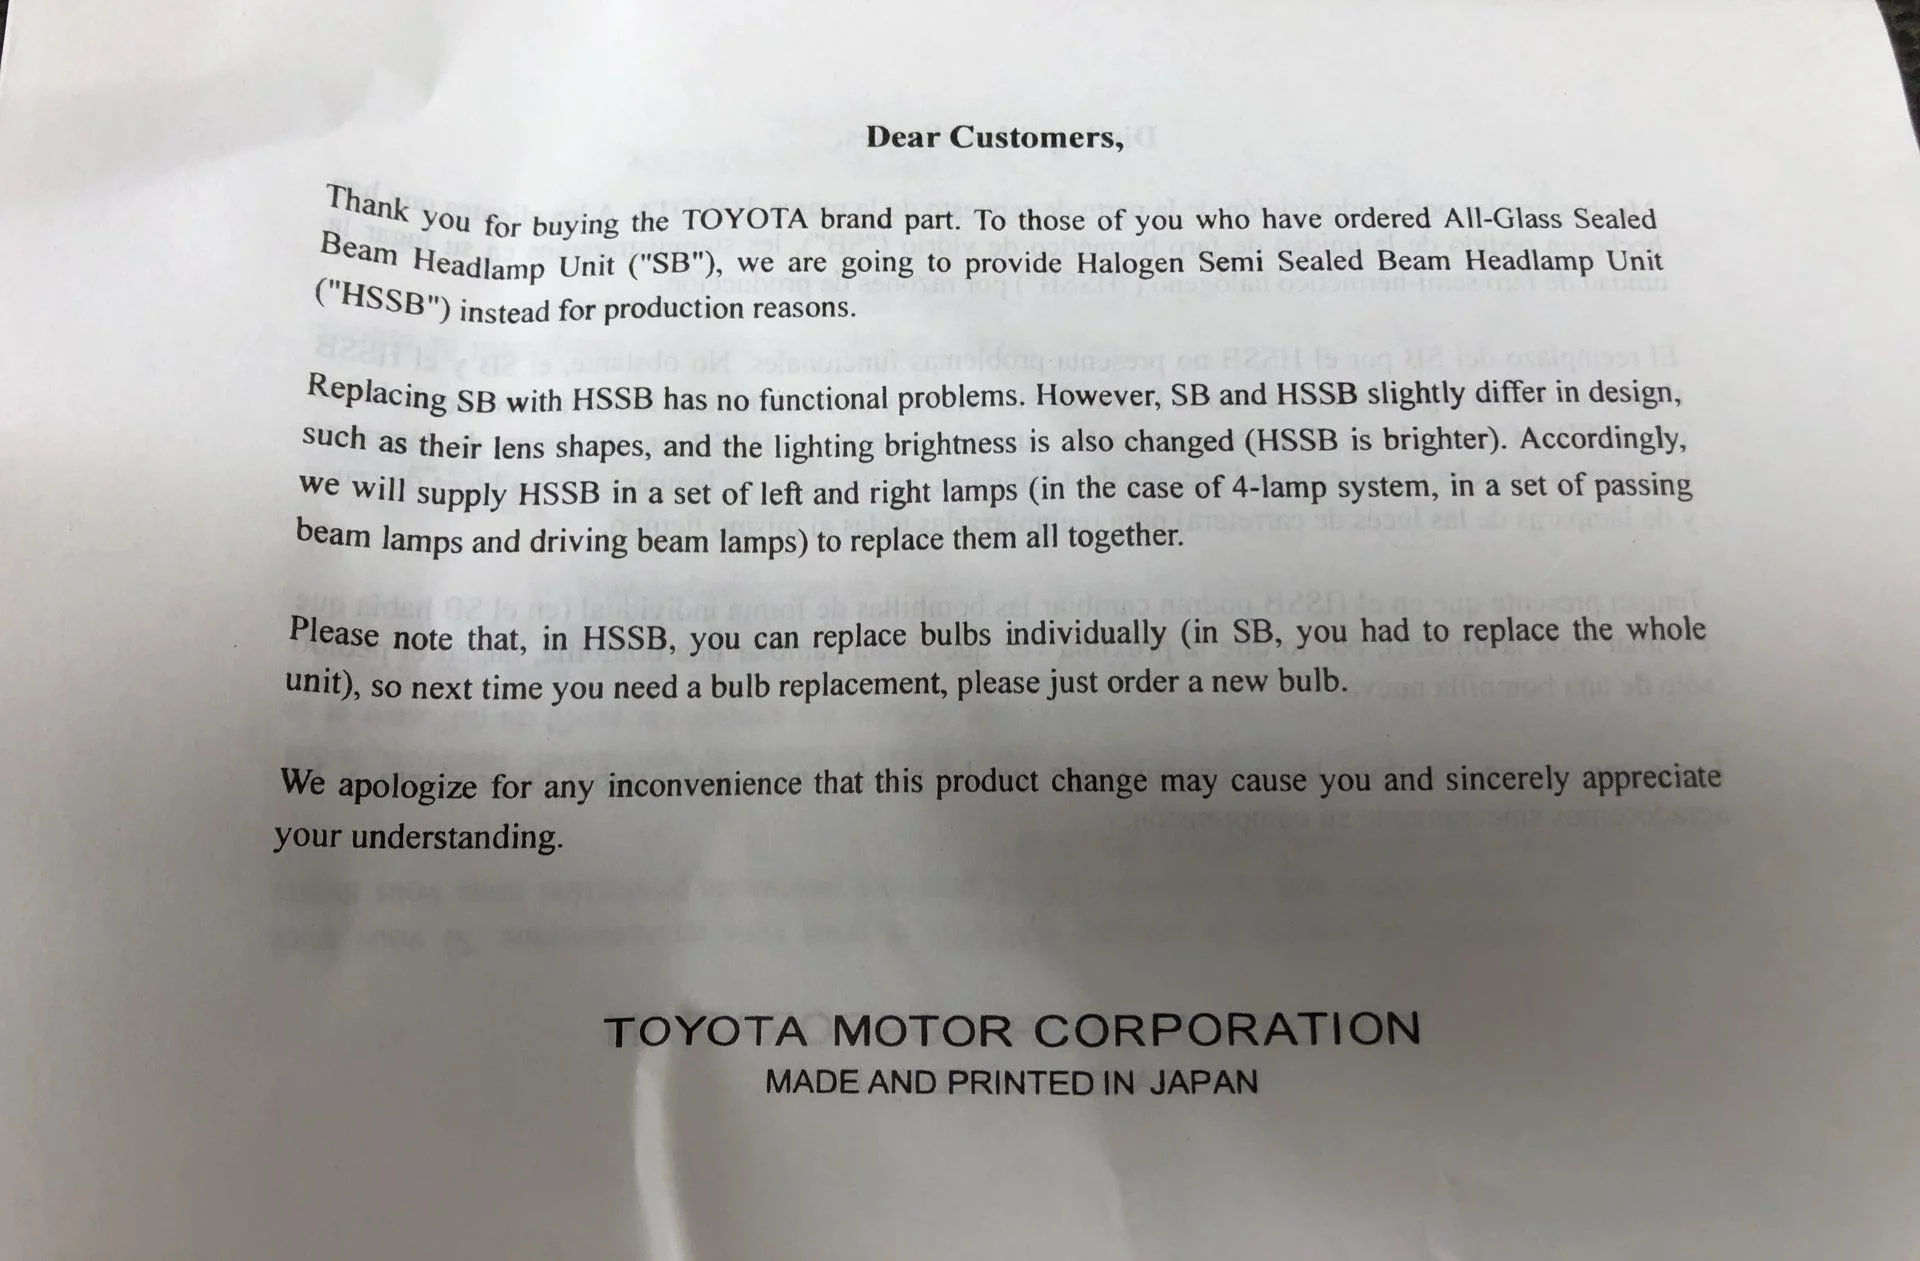 Dear Customers,
Thank you for buying the TOYOTA brand part. To those of you who have ordered All-Glass Sealed
Beam Headlamp Unit ("SB"), we are going to provide Halogen Semi Sealed Beam Headlamp Unit
("HSSB") instead for production reasons.
Replacing SB with HSSB has no functional problems. However, SB and HSSB slightly differ in design,
such as their lens shapes, and the lighting brightness is also changed (HSSB is brighter). Accordingly,
we will supply HSSB in a set of left and right lamps (in the case of 4-lamp system, in a set of passing
beam lamps and driving beam lamps) to replace them all together.
Please note that, in HSSB, you can replace bulbs individually (in SB, you had to replace the whole
unit), so next time you need a bulb replacement, please just order a new bulb.
We apologize for any inconvenience that this product change may cause you and sincerely appreciate
your understanding.
TOYOTA MOTOR CORPORATION
MADE AND PRINTED IN JAPAN